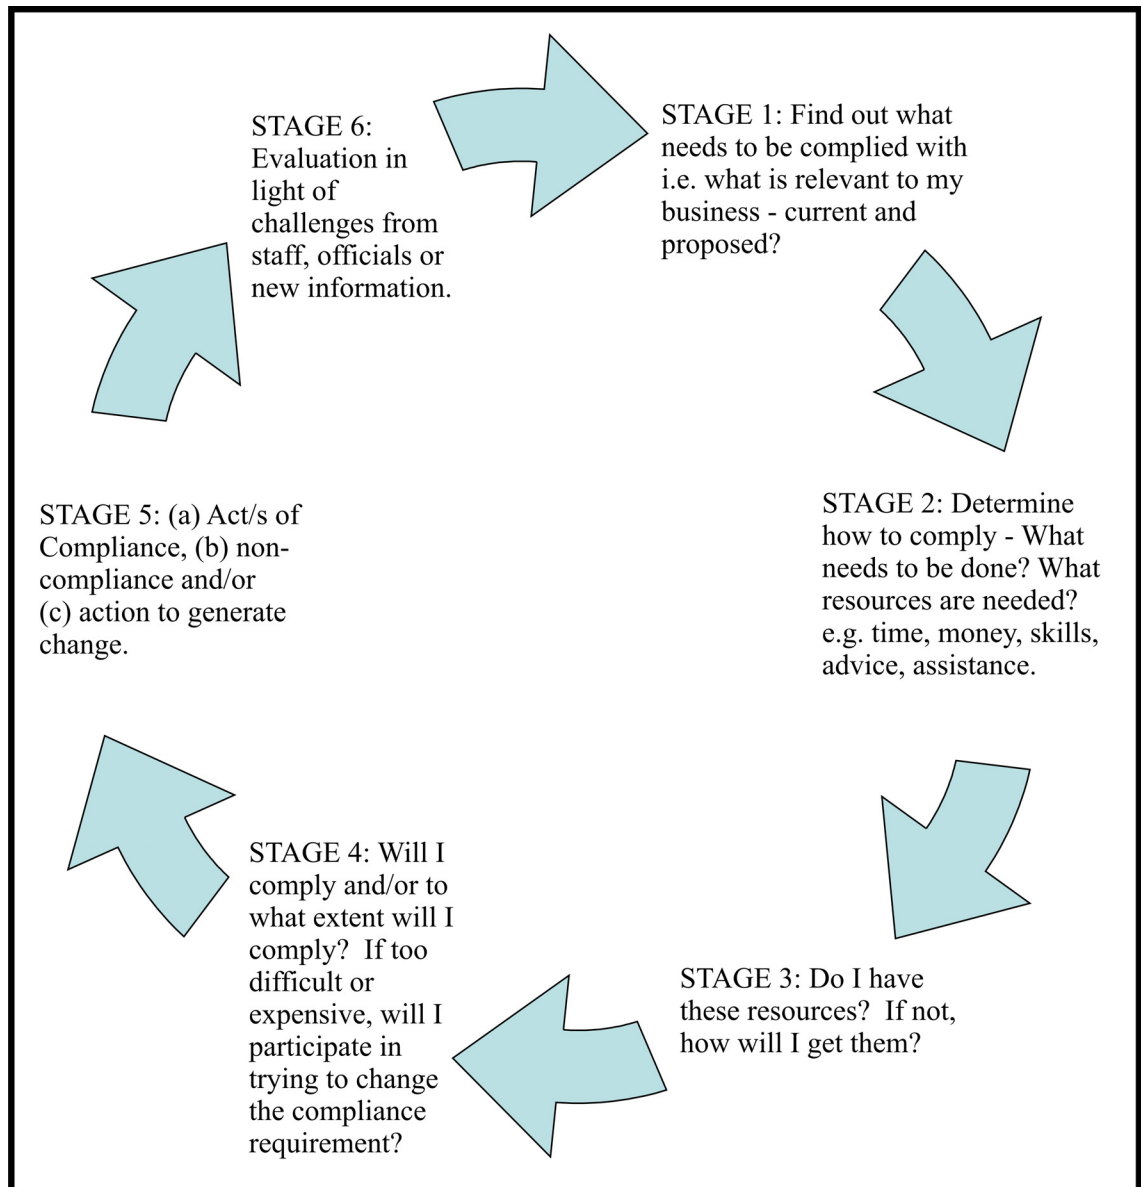 STAGE 1: Find out what
needs to be complied with
i.e. what is relevant to my
business - current and
proposed?
STAGE 2: Determine
how to comply - What
needs to be done? What
resources are needed?
e.g. time, money, skills,
advice, assistance.
STAGE 3: Do I have
these resources?  If not,
how will I get them?
STAGE 4: Will I
comply and/or to
what extent will I
comply?  If too
difficult or
expensive, will I
participate in
trying to change
the compliance
requirement?
STAGE 5: (a) Act/s of
Compliance, (b) non-
compliance and/or
(c) action to generate
change.
STAGE 6:
Evaluation in
light of
challenges from
staff, officials or
new information.